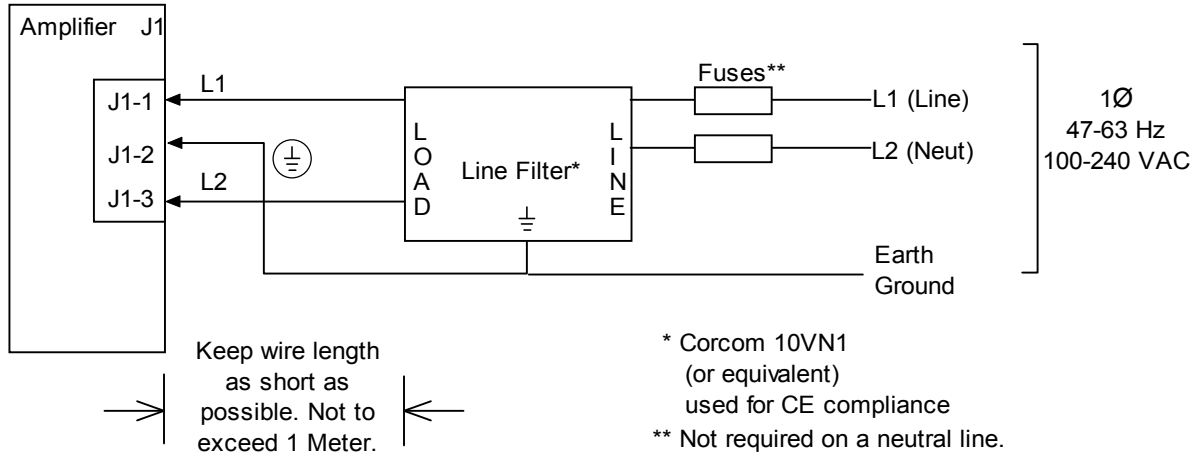 Amplifier J1
J1-1
J1-2
J1-3
L1
L2
LOAD
Line Filter*
LINE
Fuses**
L1 (Line)
L2 (Neut)
Earth
Ground
1Ø
47-63 Hz
100-240 VAC
Keep wire length
as short as
possible. Not to
exceed 1 Meter.
* Corcom 10VN1
(or equivalent)
used for CE compliance
** Not required on a neutral line.